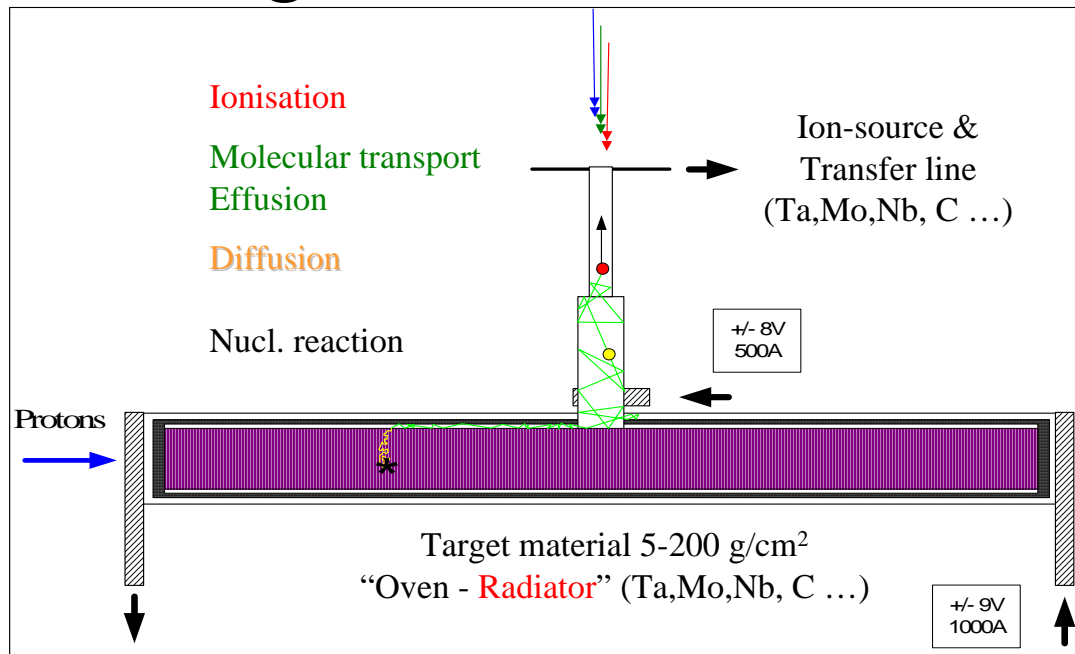 Ionisation
Molecular transport
Effusion
Diffusion
Nucl. reaction
Ion-source &
Transfer line
(Ta,Mo,Nb, C …)
+/- 8V
500A
Protons
*
Target material 5-200 g/cm²
“Oven - Radiator” (Ta,Mo,Nb, C …)
+/- 9V
1000A